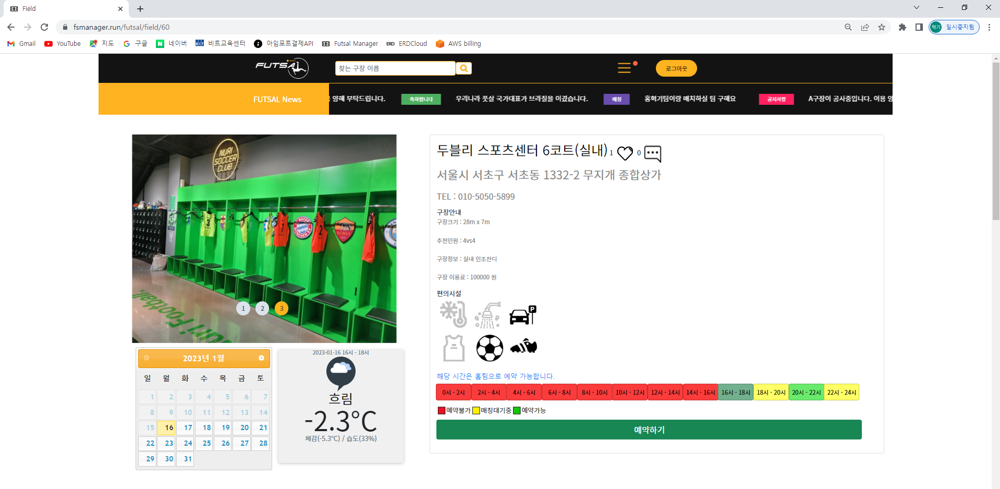 Field
fsmanager.run/futsal/field/60
일시중지됨
혁기
Gmail YouTube 지도 구글 네이버 비트교육센터 아임포트결제API Futsal Manager ERDCloud AWS billing
FUTSAL
찾는 구장 이름
로그아웃
FUTSAL News
양해 부탁드립니다. 축하합니다 우리나라 풋살 국가대표가 브라질을 이겼습니다. 매칭 홍혁기팀이랑 매치하실 팀 구해요 공지사항 A구장이 공사중입니다. 이용
NURI
SOCCER
CLUB
3
1
2
BAYERN
MÜNCHEN
ROMA
Football.
1 2 3
두블리 스포츠센터 6코트(실내) 1 0
서울시 서초구 서초동 1332-2 무지개 종합상가
TEL : 010-5050-5899
구장안내
구장크기 : 28m x 7m
추천인원 : 4vs4
구장정보 : 실내 인조잔디
구장 이용료 : 100000 원
편의시설
P
해당 시간은 홈팀으로 예약 가능합니다.
0시 - 2시 2시 - 4시 4시 - 6시 6시 - 8시 8시 - 10시 10시 - 12시 12시 - 14시 14시 - 16시 16시 - 18시 18시 - 20시 20시 - 22시 22시 - 24시
예약불가 매칭대기중 예약가능
예약하기
2023년 1월
일 월 화 수 목 금 토
1 2 3 4 5 6 7
8 9 10 11 12 13 14
15 16 17 18 19 20 21
22 23 24 25 26 27 28
29 30 31
2023-01-16 16시 - 18시
흐림
-2.3°C
체감(-5.3°C) / 습도(33%)